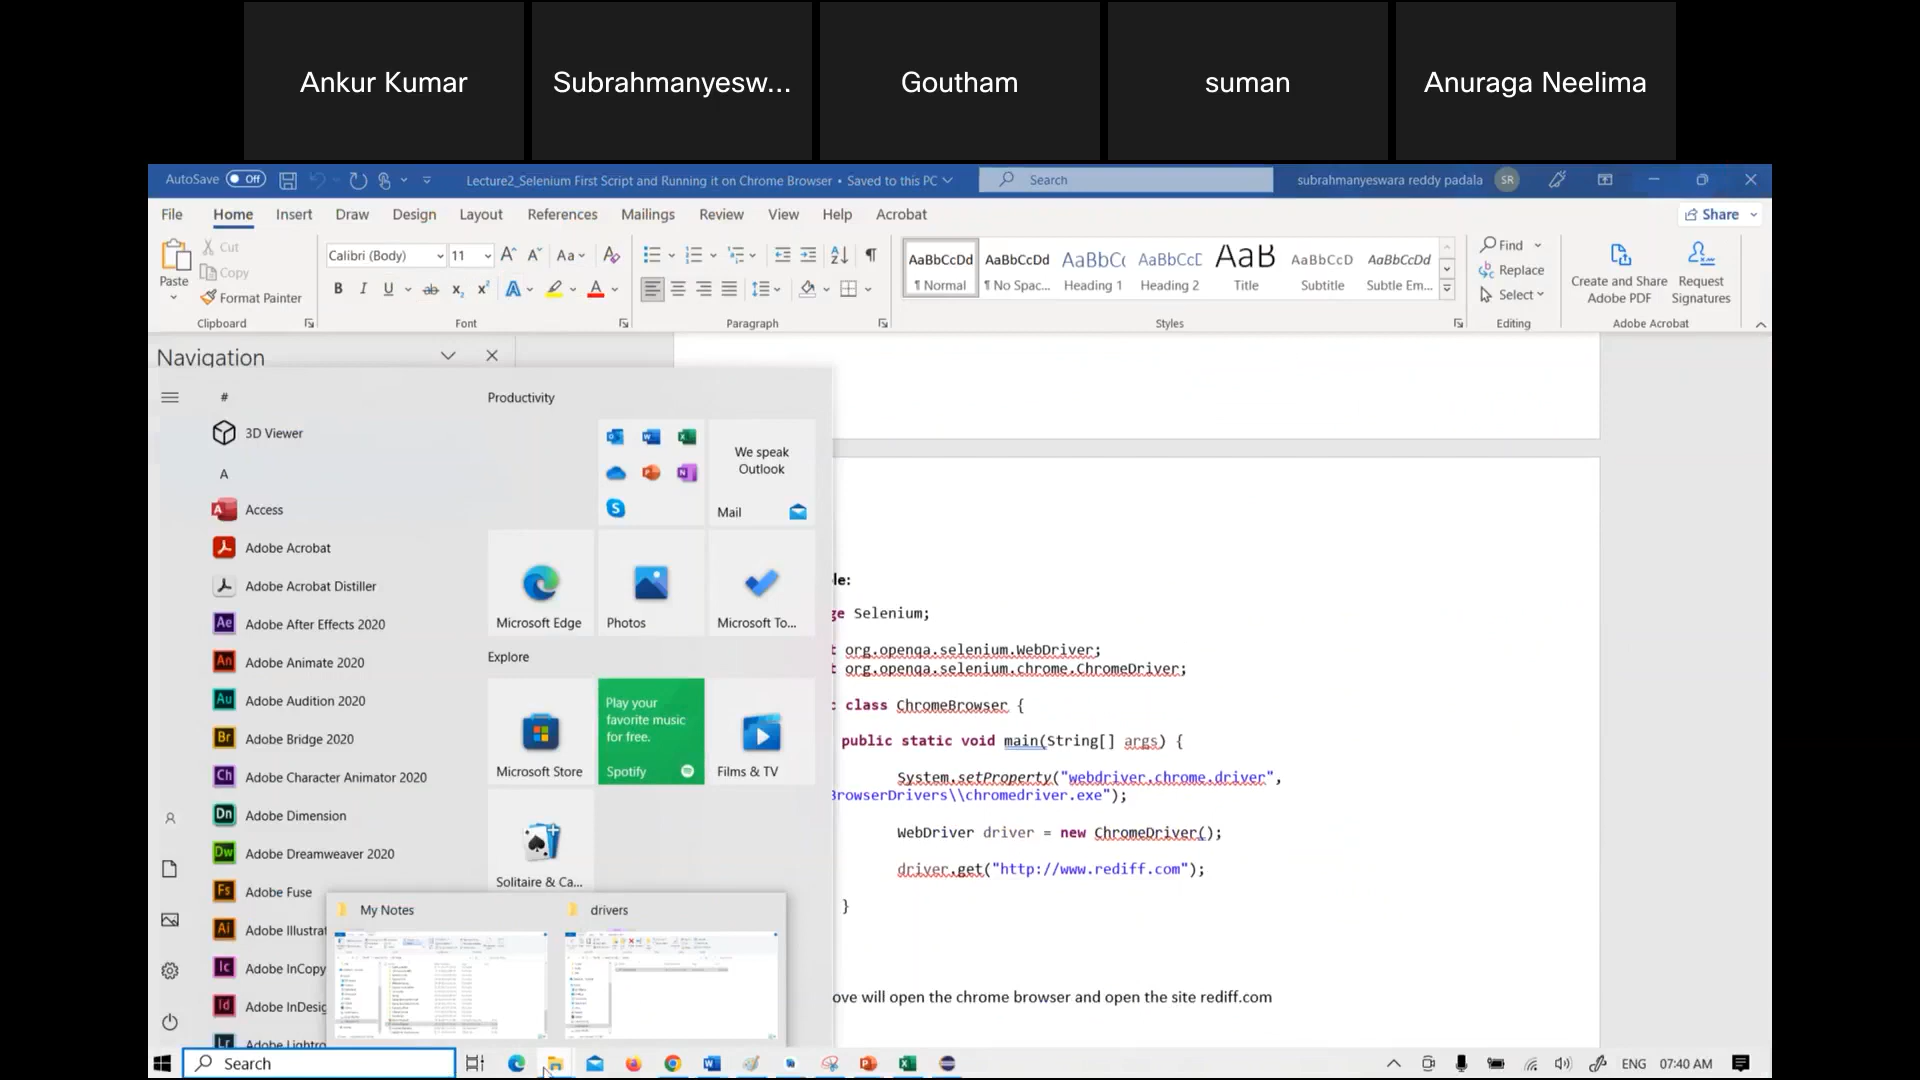 Ankur Kumar
Subrahmanyesw...
Goutham
suman
Anuraga Neelima
AutoSave Off
Lecture2_Selenium First Script and Running it on Chrome Browser • Saved to this PC
Search
subrahmanyeswara reddy padala SR
File Home Insert Draw Design Layout References Mailings Review View Help Acrobat
Share
Paste
Cut
Copy
Format Painter
Clipboard
Calibri (Body) 11
Font
Paragraph
AaBbCcDd
¶ Normal
AaBbCcDd
¶ No Spac...
AaBbCc
Heading 1
AaBbCcD
Heading 2
AaB
Title
AaBbCcD
Subtitle
AaBbCcDd
Subtle Em...
Styles
Find
Replace
Select
Editing
Create and Share
Adobe PDF
Request
Signatures
Adobe Acrobat
Navigation
#
3D Viewer
A
Access
Adobe Acrobat
Adobe Acrobat Distiller
Adobe After Effects 2020
Adobe Animate 2020
Adobe Audition 2020
Adobe Bridge 2020
Adobe Character Animator 2020
Adobe Dimension
Adobe Dreamweaver 2020
Adobe Fuse
Adobe Illustrat
Adobe InCopy
Adobe InDesig
Adobe Lightro
Productivity
We speak
Outlook
Mail
Microsoft Edge
Photos
Microsoft To...
Explore
Microsoft Store
Play your
favorite music
for free.
Spotify
Films & TV
Solitaire & Ca...
My Notes
drivers
le:
ge Selenium;
t org.openqa.selenium.WebDriver;
t org.openqa.selenium.chrome.ChromeDriver;
c class ChromeBrowser {
public static void main(String[] args) {
System.setProperty("webdriver.chrome.driver",
BrowserDrivers\\chromedriver.exe");
WebDriver driver = new ChromeDriver();
driver.get("http://www.rediff.com");
}
ove will open the chrome browser and open the site rediff.com
Search
ENG 07:40 AM